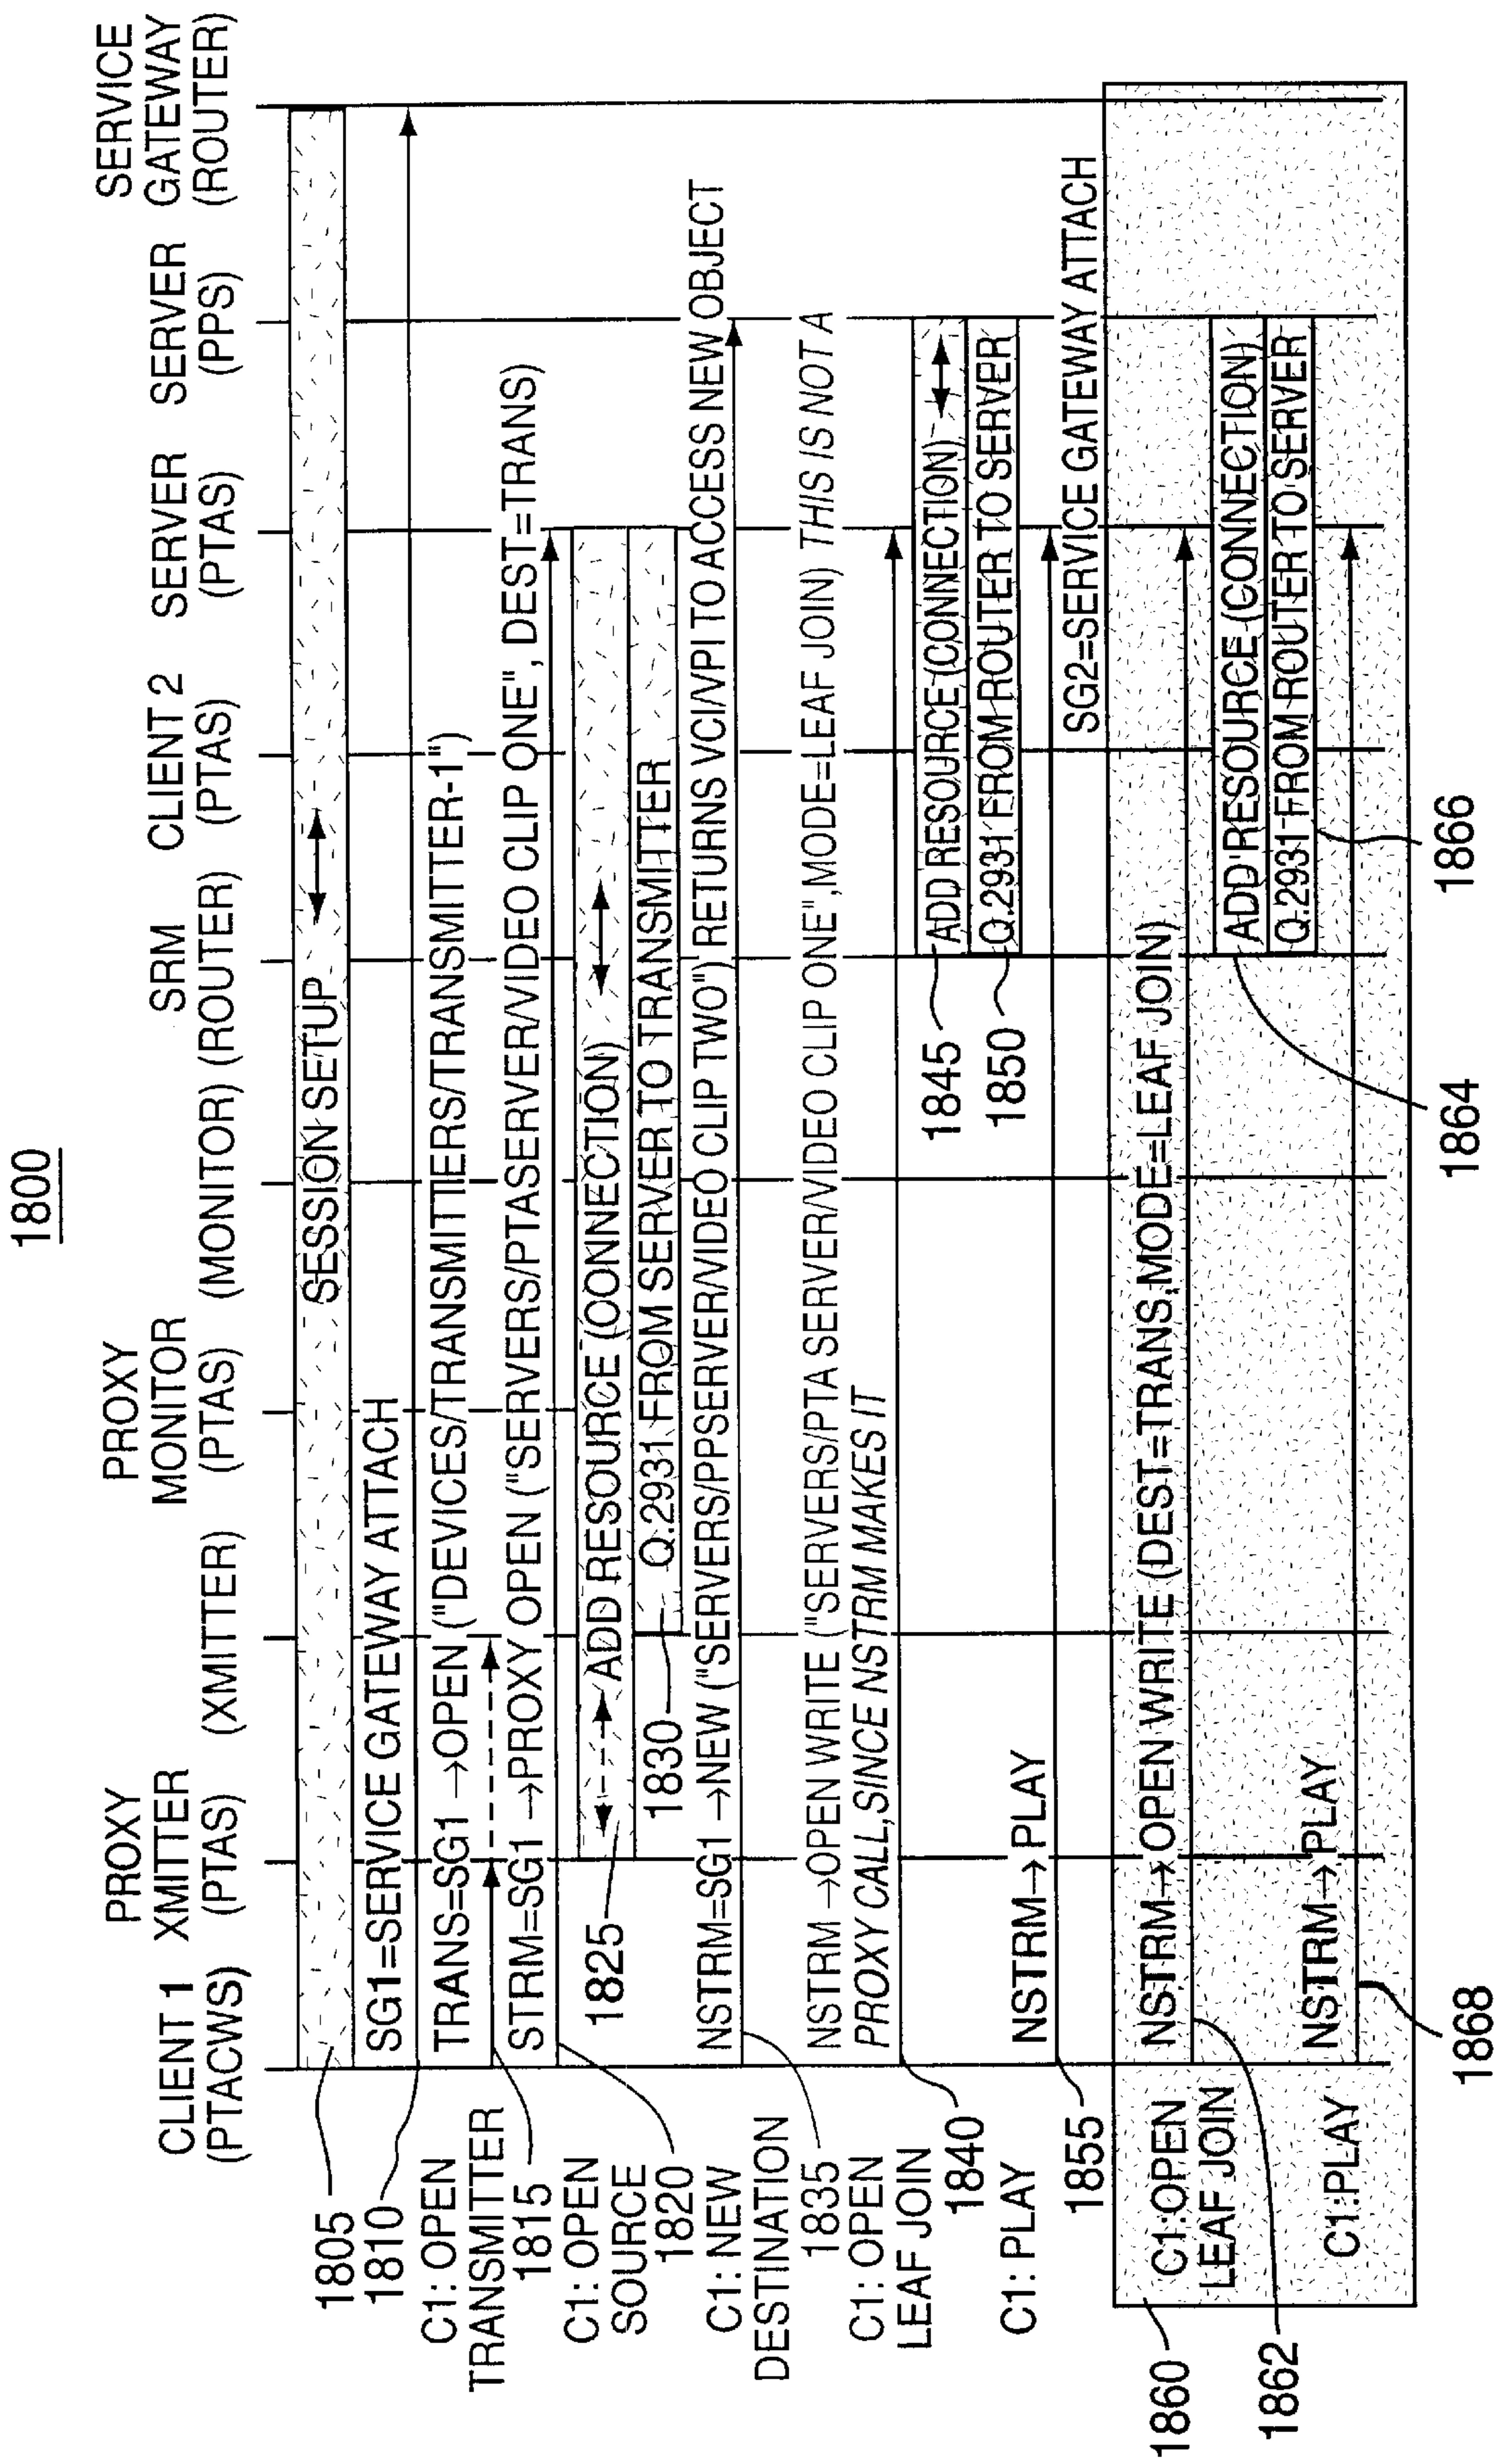 1800
PROXY
PROXY
SERVICE
CLIENT 1 XMITTER
MONITOR
SRM
CLIENT 2
SERVER
SERVER
GATEWAY
(PTACWS)
(PTAS)
(XMITTER)
(PTAS)
(MONITOR)
(ROUTER)
(PTAS)
(PTAS)
(PPS)
(ROUTER)
1805
SESSION SETUP
1810
SG1=SERVICE GATEWAY ATTACH
C1: OPEN
TRANSMITTER
TRANS=SG1 →OPEN ("DEVICES/TRANSMITTERS/TRANSMITTER-1")
1815
STRM=SG1 →PROXY OPEN ("SERVERS/PTASERVER/VIDEO CLIP ONE", DEST=TRANS)
C1: OPEN
SOURCE
1820
1825
ADD RESOURCE (CONNECTION)
1830
Q.2931 FROM SERVER TO TRANSMITTER
C1: NEW
DESTINATION
NSTRM=SG1 →NEW ("SERVERS/PPSERVER/VIDEO CLIP TWO") RETURNS VCI/VPI TO ACCESS NEW OBJECT
1835
C1: OPEN
LEAF JOIN
NSTRM →OPEN WRITE ("SERVERS/PTA SERVER/VIDEO CLIP ONE",MODE=LEAF JOIN) THIS IS NOT A
PROXY CALL,SINCE NSTRM MAKES IT
1840
1845
ADD RESOURCE (CONNECTION)
1850
Q.2931 FROM ROUTER TO SERVER
C1: PLAY
NSTRM→ PLAY
1855
SG2=SERVICE GATEWAY ATTACH
1860
C1:OPEN
LEAF JOIN
NSTRM→ OPEN WRITE (DEST=TRANS,MODE=LEAF JOIN)
1862
ADD RESOURCE (CONNECTION)
1864
Q.2931 FROM ROUTER TO SERVER
1866
C1:PLAY
NSTRM→ PLAY
1868